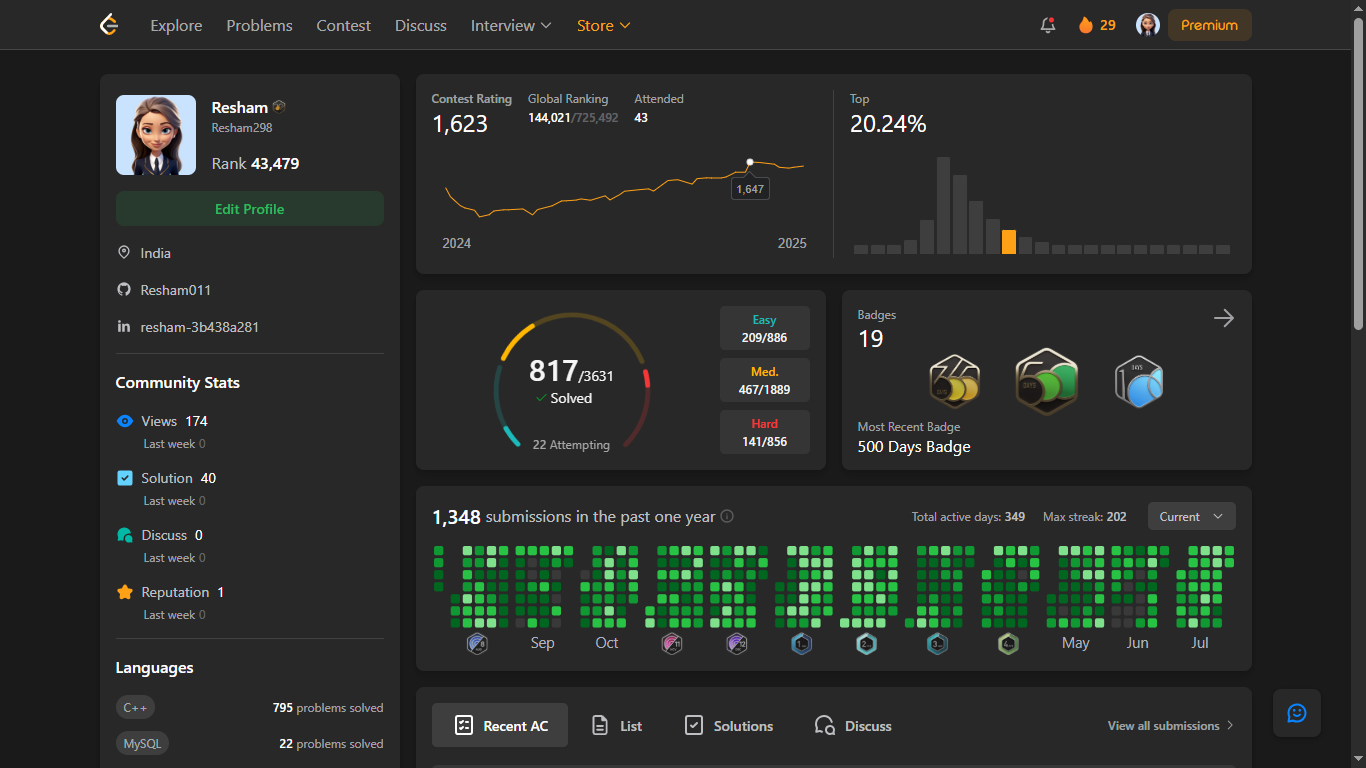 Explore Problems Contest Discuss Interview Store 29 Premium
Resham
Resham298
Rank 43,479
Edit Profile
India
Resham011
resham-3b438a281
Community Stats
Views 174
Last week 0
Solution 40
Last week 0
Discuss 0
Last week 0
Reputation 1
Last week 0
Languages
C++ 795 problems solved
MySQL 22 problems solved
Contest Rating Global Ranking Attended
1,623 144,021/725,492 43
1,647
2024 2025
Top
20.24%
817/3631
Solved
22 Attempting
Easy
209/886
Med.
467/1889
Hard
141/856
Badges
19
Most Recent Badge
500 Days Badge
1,348 submissions in the past one year Total active days: 349 Max streak: 202 Current
Sep Oct May Jun Jul
Recent AC List Solutions Discuss View all submissions